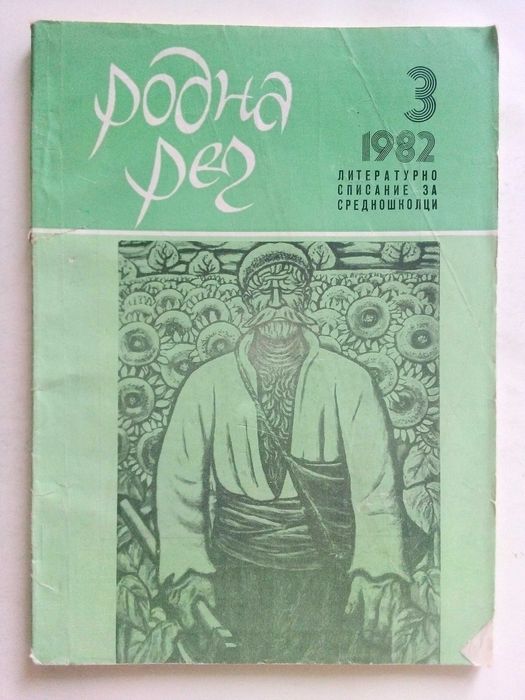 родна
реч
3
1982
ЛИТЕРАТУРНО
СПИСАНИЕ ЗА
СРЕДНОШКОЛЦИ